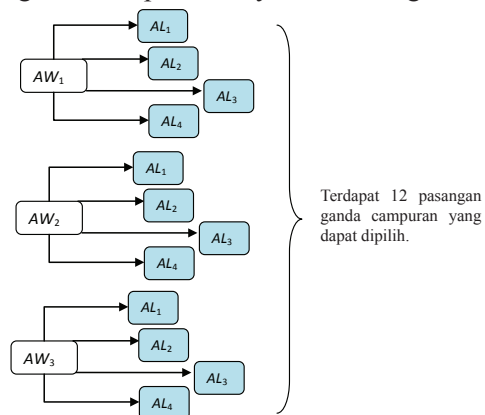 AL₁
AL₂
AW₁
AL₃
AL₄
AL₁
AL₂
AW₂
AL₃
AL₄
AL₁
AL₂
AW₃
AL₃
AL₄
Terdapat 12 pasangan
ganda campuran yang
dapat dipilih.